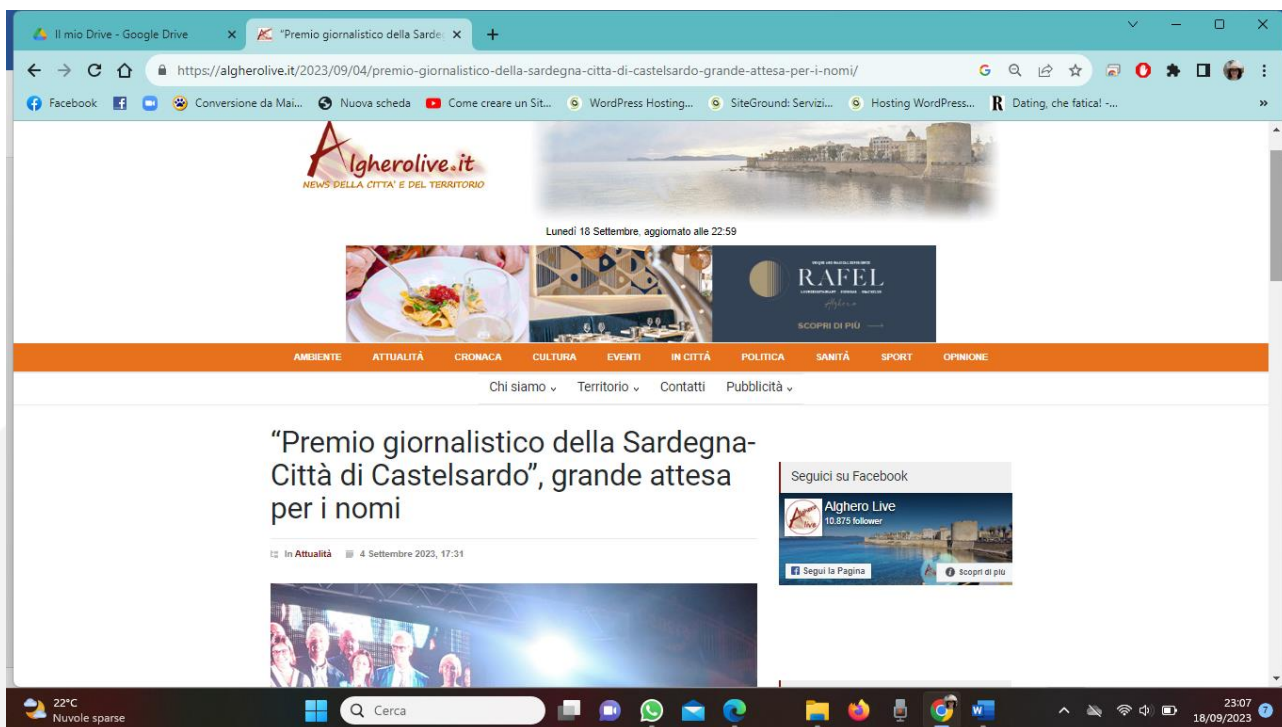 Il mio Drive - Google Drive
"Premio giornalistico della Sarde
https://algherolive.it/2023/09/04/premio-giornalistico-della-sardegna-citta-di-castelsardo-grande-attesa-per-i-nomi/
Facebook Conversione da Mai... Nuova scheda Come creare un Sit... WordPress Hosting... SiteGround: Servizi... Hosting WordPress... R Dating, che fatica! -... »
Algherolive.it
NEWS DELLA CITTA' E DEL TERRITORIO
Lunedì 18 Settembre, aggiornato alle 22:59
RAFEL
Alghero
SCOPRI DI PIÙ
AMBIENTE ATTUALITÀ CRONACA CULTURA EVENTI IN CITTÀ POLITICA SANITÀ SPORT OPINIONE
Chi siamo Territorio Contatti Pubblicità
“Premio giornalistico della Sardegna-
Città di Castelsardo”, grande attesa
per i nomi
In Attualità 4 Settembre 2023, 17:31
Seguici su Facebook
Alghero Live
10.875 follower
Segui la Pagina Scopri di più
22°C
Nuvole sparse
Cerca
23:07
18/09/2023
7